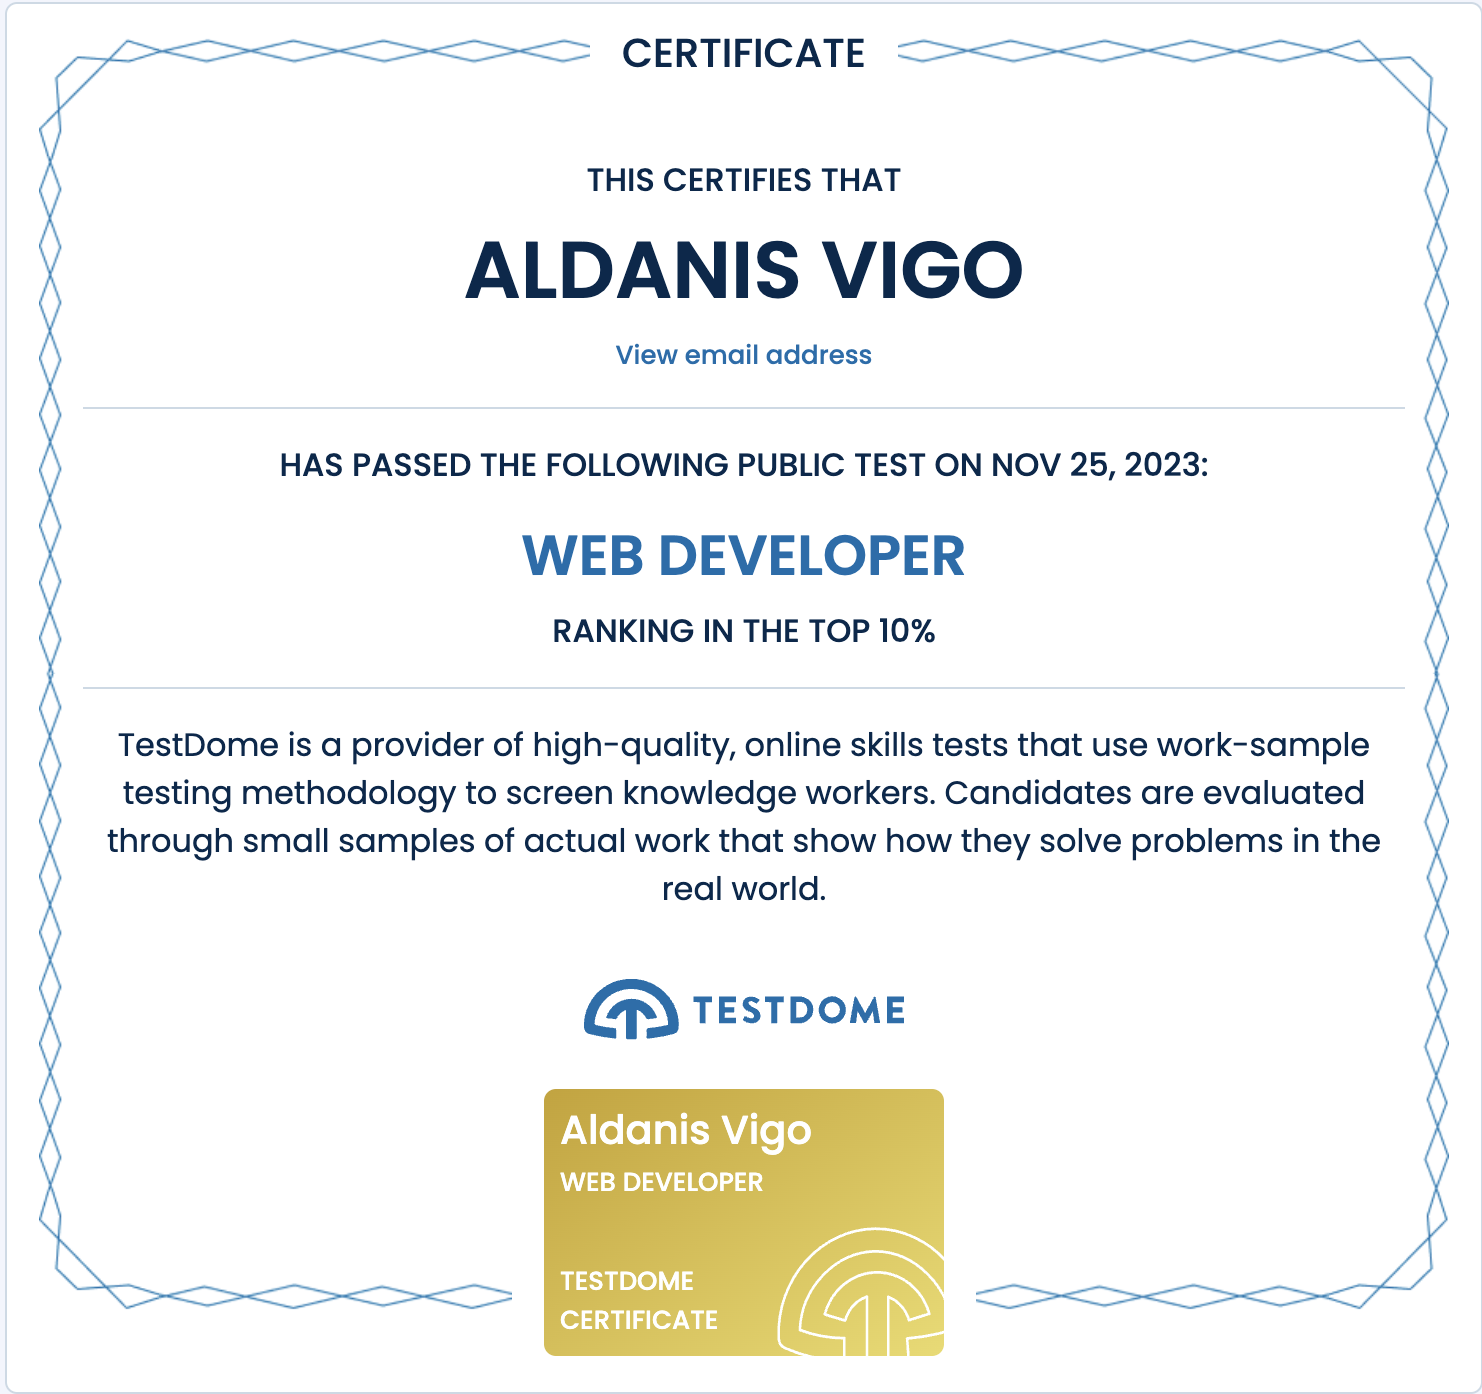 CERTIFICATE
THIS CERTIFIES THAT
ALDANIS VIGO
View email address
HAS PASSED THE FOLLOWING PUBLIC TEST ON NOV 25, 2023:
WEB DEVELOPER
RANKING IN THE TOP 10%
TestDome is a provider of high-quality, online skills tests that use work-sample
testing methodology to screen knowledge workers. Candidates are evaluated
through small samples of actual work that show how they solve problems in the
real world.
TESTDOME
Aldanis Vigo
WEB DEVELOPER
TESTDOME
CERTIFICATE